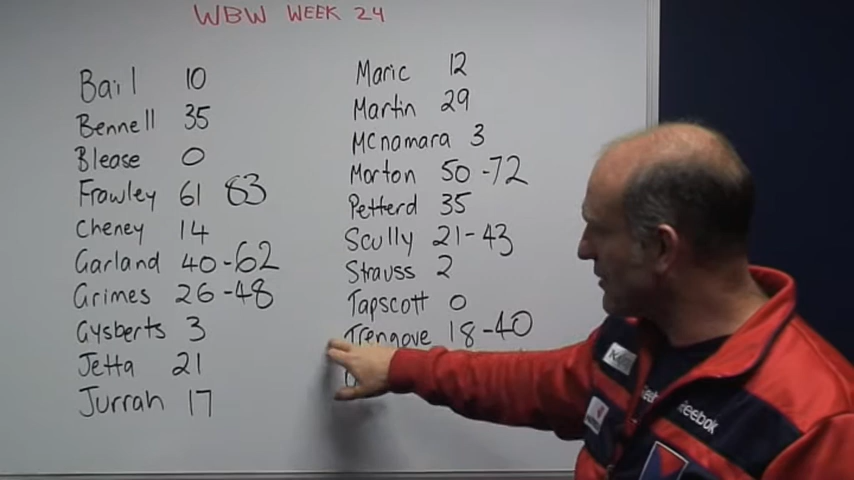 WBW WEEK 24
Bail 10
Bennell 35
Blease 0
Frawley 61 83
Cheney 14
Garland 40-62
Grimes 26-48
Gysberts 3
Jetta 21
Jurrah 17
Maric 12
Martin 29
McNamara 3
Morton 50-72
Petterd 35
Scully 21-43
Strauss 2
Tapscott 0
Trengove 18-40
Reebok